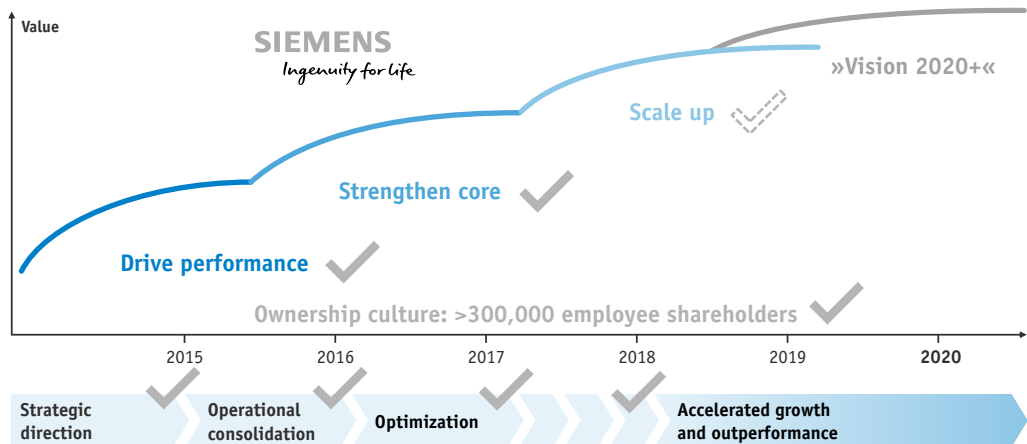 Value
SIEMENS
Ingenuity for life
»Vision 2020+«
Scale up
Strengthen core
Drive performance
Ownership culture: >300,000 employee shareholders
2015 2016 2017 2018 2019 2020
Strategic
direction
Operational
consolidation
Optimization
Accelerated growth
and outperformance